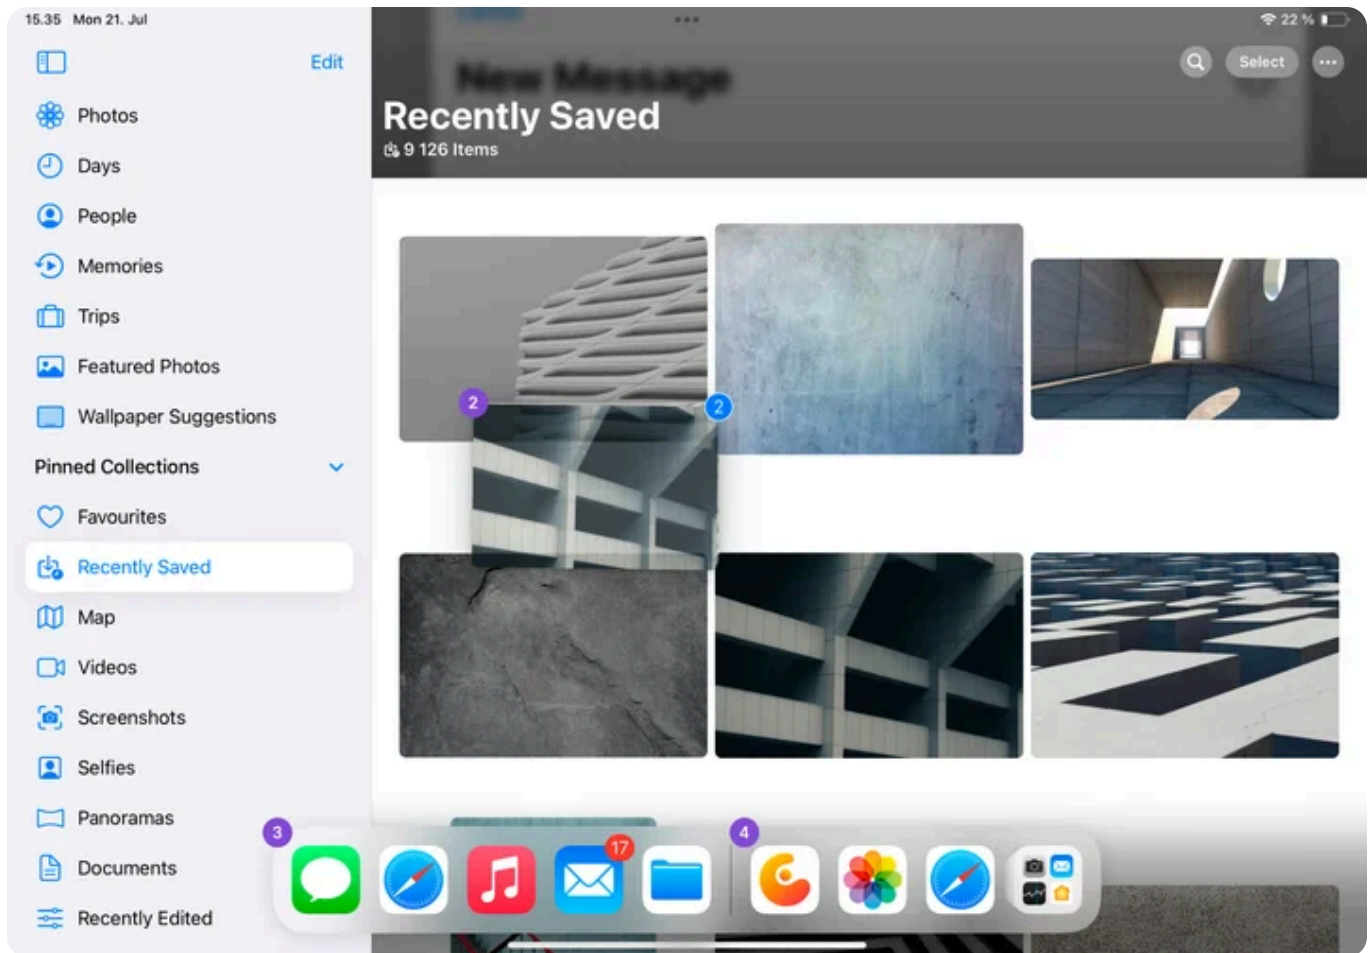 15.35 Mon 21. Jul
22 %
Edit
Photos
Days
People
Memories
Trips
Featured Photos
Wallpaper Suggestions
Pinned Collections
Favourites
Recently Saved
Map
Videos
Screenshots
Selfies
Panoramas
Documents
Recently Edited
New Message
Select
Recently Saved
9 126 Items
2
2
3
17
4